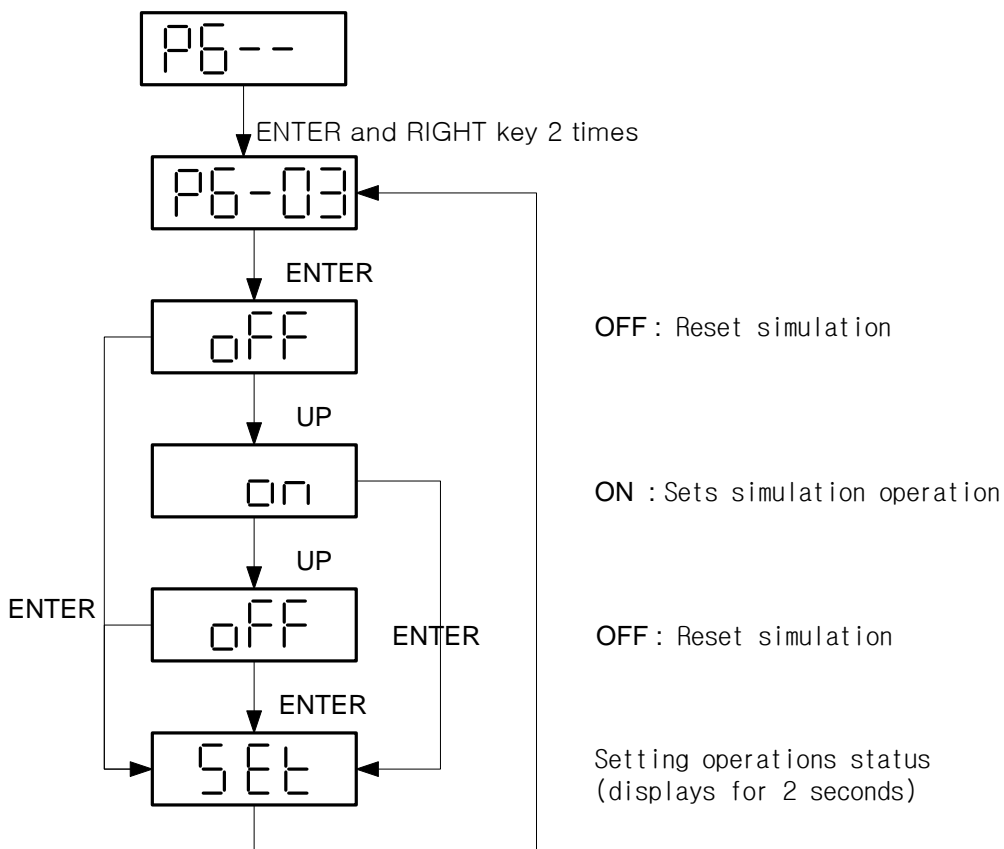 P6--
ENTER and RIGHT key 2 times
P6-03
ENTER
oFF
OFF : Reset simulation
UP
on
ON : Sets simulation operation
UP
ENTER
oFF
ENTER
OFF : Reset simulation
ENTER
SEt
Setting operations status
(displays for 2 seconds)